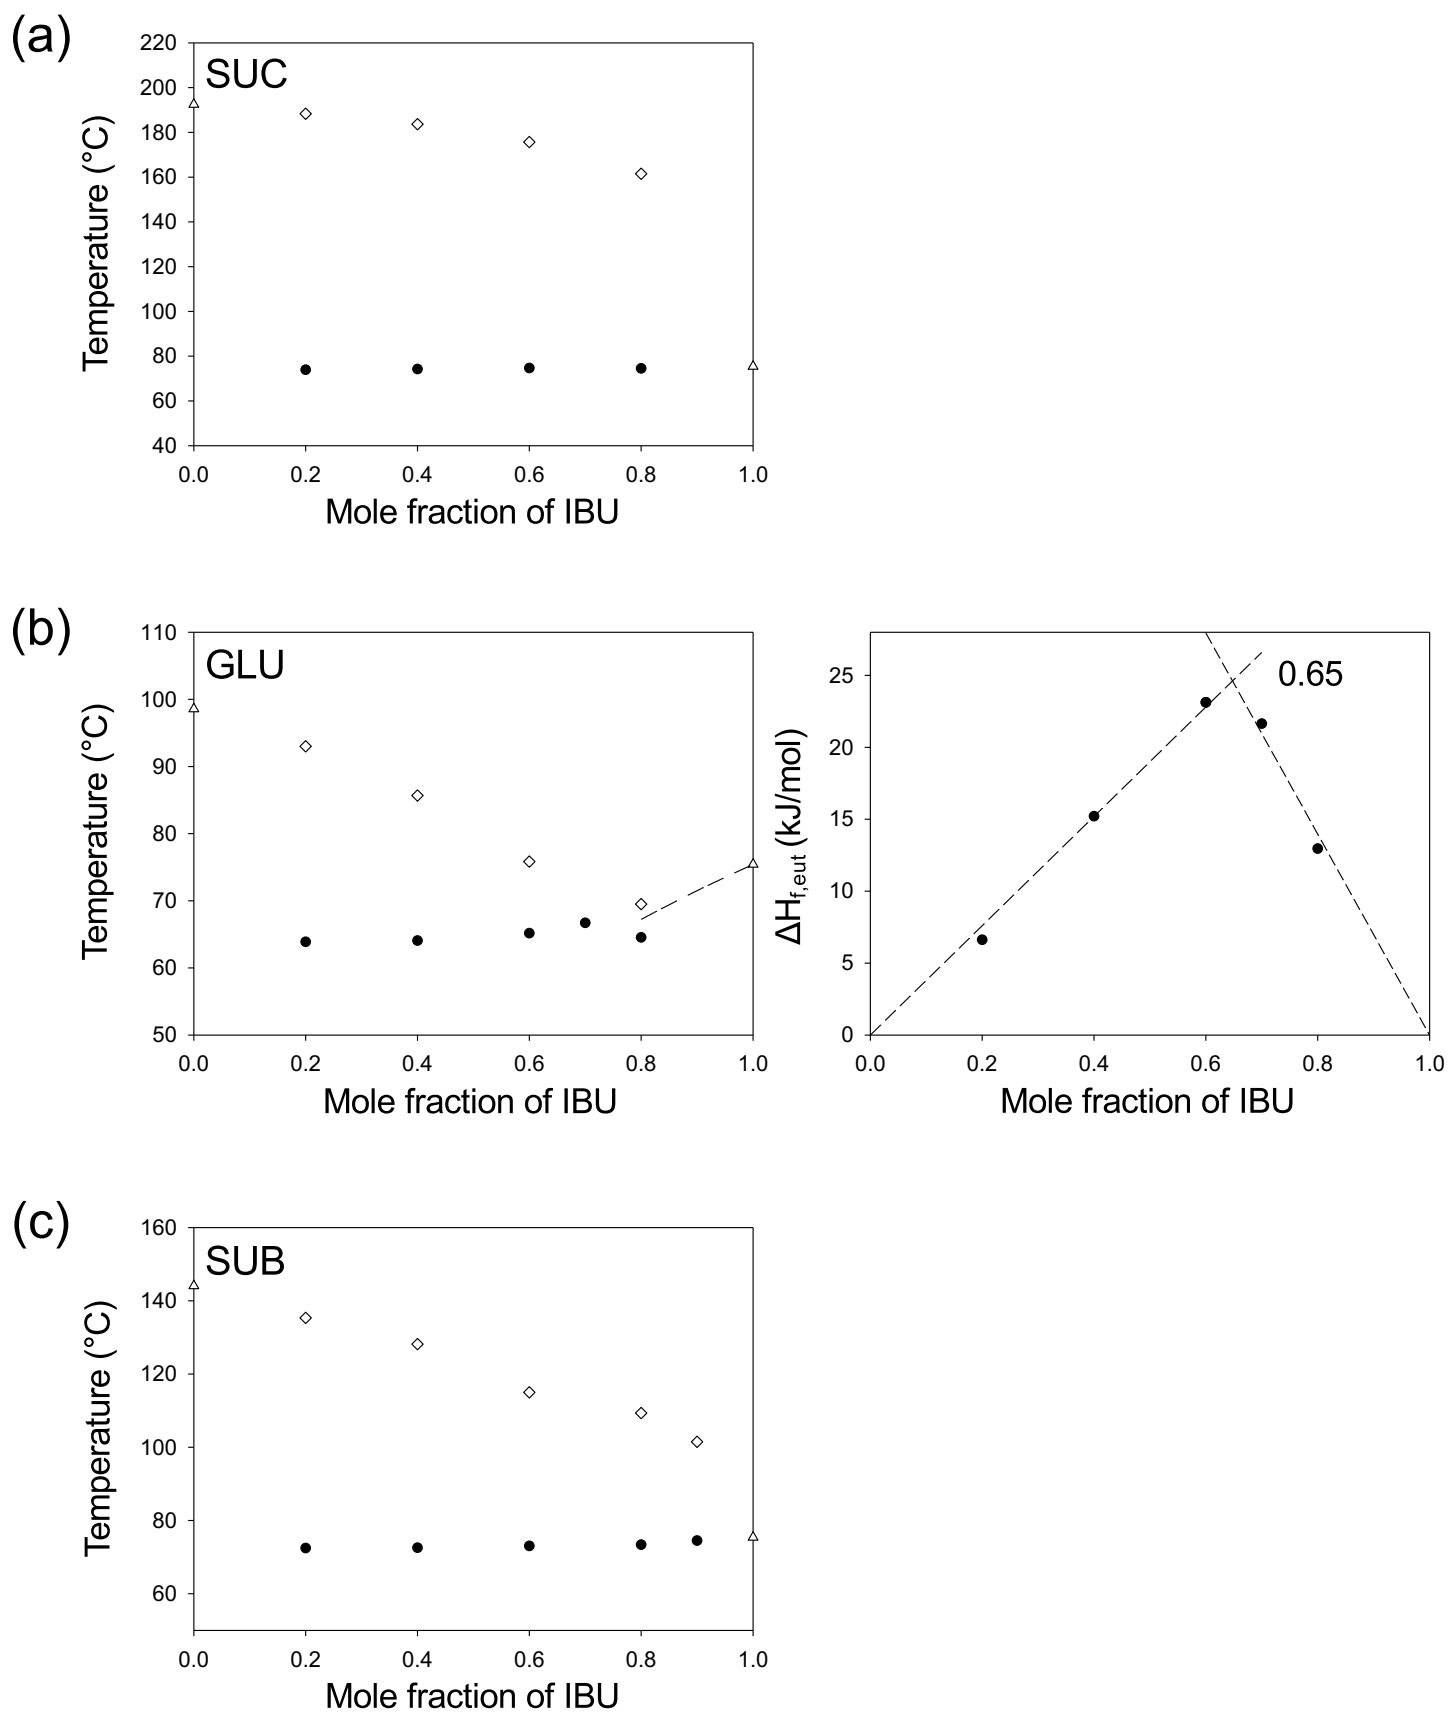 (a)
SUC
220
200
180
160
140
120
100
80
60
40
Temperature (°C)
0.0 0.2 0.4 0.6 0.8 1.0
Mole fraction of IBU
(b)
GLU
110
100
90
80
70
60
50
Temperature (°C)
0.0 0.2 0.4 0.6 0.8 1.0
Mole fraction of IBU
0.65
25
20
15
10
5
0
ΔHf,eut (kJ/mol)
0.0 0.2 0.4 0.6 0.8 1.0
Mole fraction of IBU
(c)
SUB
160
140
120
100
80
60
Temperature (°C)
0.0 0.2 0.4 0.6 0.8 1.0
Mole fraction of IBU